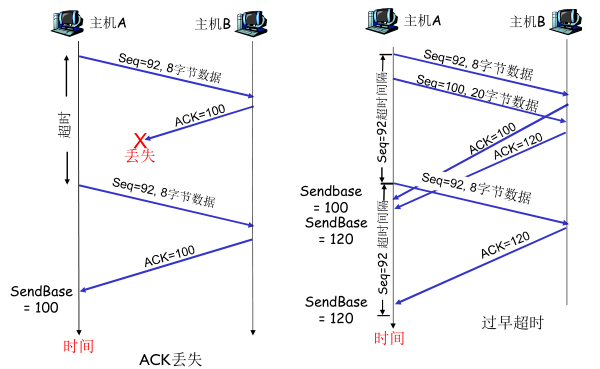 主机A
主机B
Seq=92, 8字节数据
ACK=100
X
丢失
超时
Seq=92, 8字节数据
ACK=100
SendBase
= 100
时间
ACK丢失
主机A
主机B
Seq=92, 8字节数据
Seq=100, 20字节数据
ACK=100
ACK=120
Seq=92超时间隔
Sendbase
= 100
SendBase
= 120
Seq=92, 8字节数据
ACK=120
Seq=92 超时间隔
SendBase
= 120
时间
过早超时